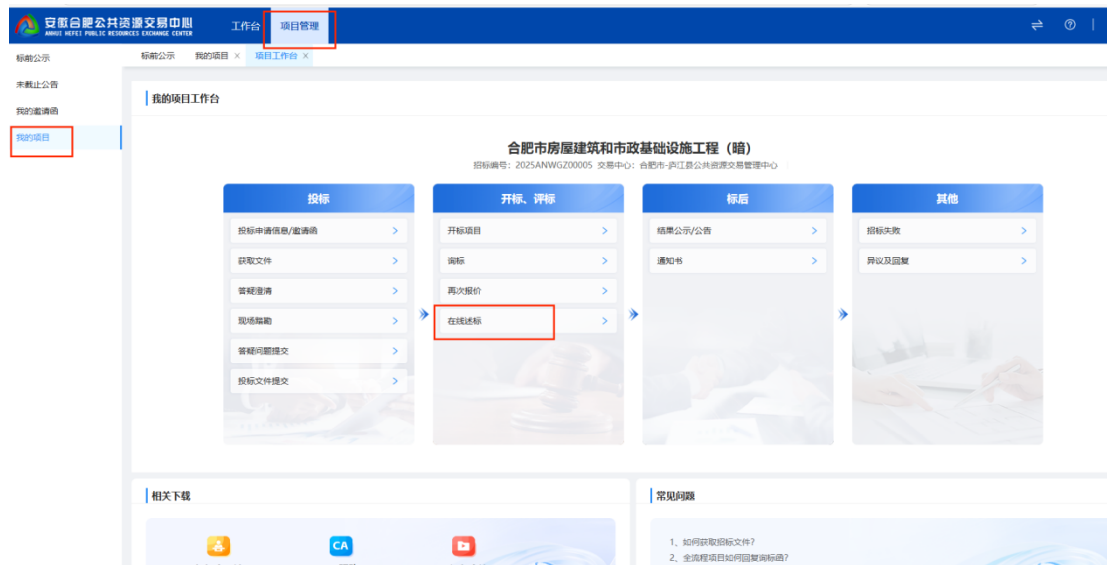 安徽合肥公共资源交易中心
ANHUI HEFEI PUBLIC RESOURCES EXCHANGE CENTER
工作台 项目管理
标前公示
未截止公告
我的邀请函
我的项目
标前公示 我的项目 × 项目工作台 ×
我的项目工作台
合肥市房屋建筑和市政基础设施工程（暗）
招标编号：2025ANWGZ00005 交易中心：合肥市-庐江县公共资源交易管理中心
投标
投标申请信息/邀请函
获取文件
答疑澄清
现场踏勘
答疑问题提交
投标文件提交
开标、评标
开标项目
询标
再次报价
在线述标
标后
结果公示/公告
通知书
其他
招标失败
异议及回复
相关下载
CA
常见问题
1、如何获取招标文件?
2、全流程项目如何回复询标函?